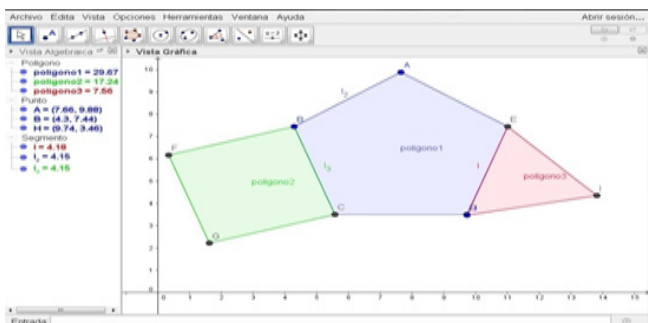 Archivo Edita Vista Opciones Herramientas Ventana Ayuda Abrir sesión...
Vista Algebraica
Vista Gráfica
Polígono
polígono1 = 29.67
polígono2 = 17.24
polígono3 = 7.56
Punto
A = (7.66, 9.88)
B = (4.3, 7.44)
H = (9.74, 3.46)
Segmento
l = 4.18
l₂ = 4.15
l₃ = 4.15
A
l₂
B
E
F
l₃
polígono1
l
polígono3
polígono2
I
C
G
10
9
8
7
6
5
4
3
2
1
0
0 1 2 3 4 5 6 7 8 9 10 11 12 13 14 15
Entrada